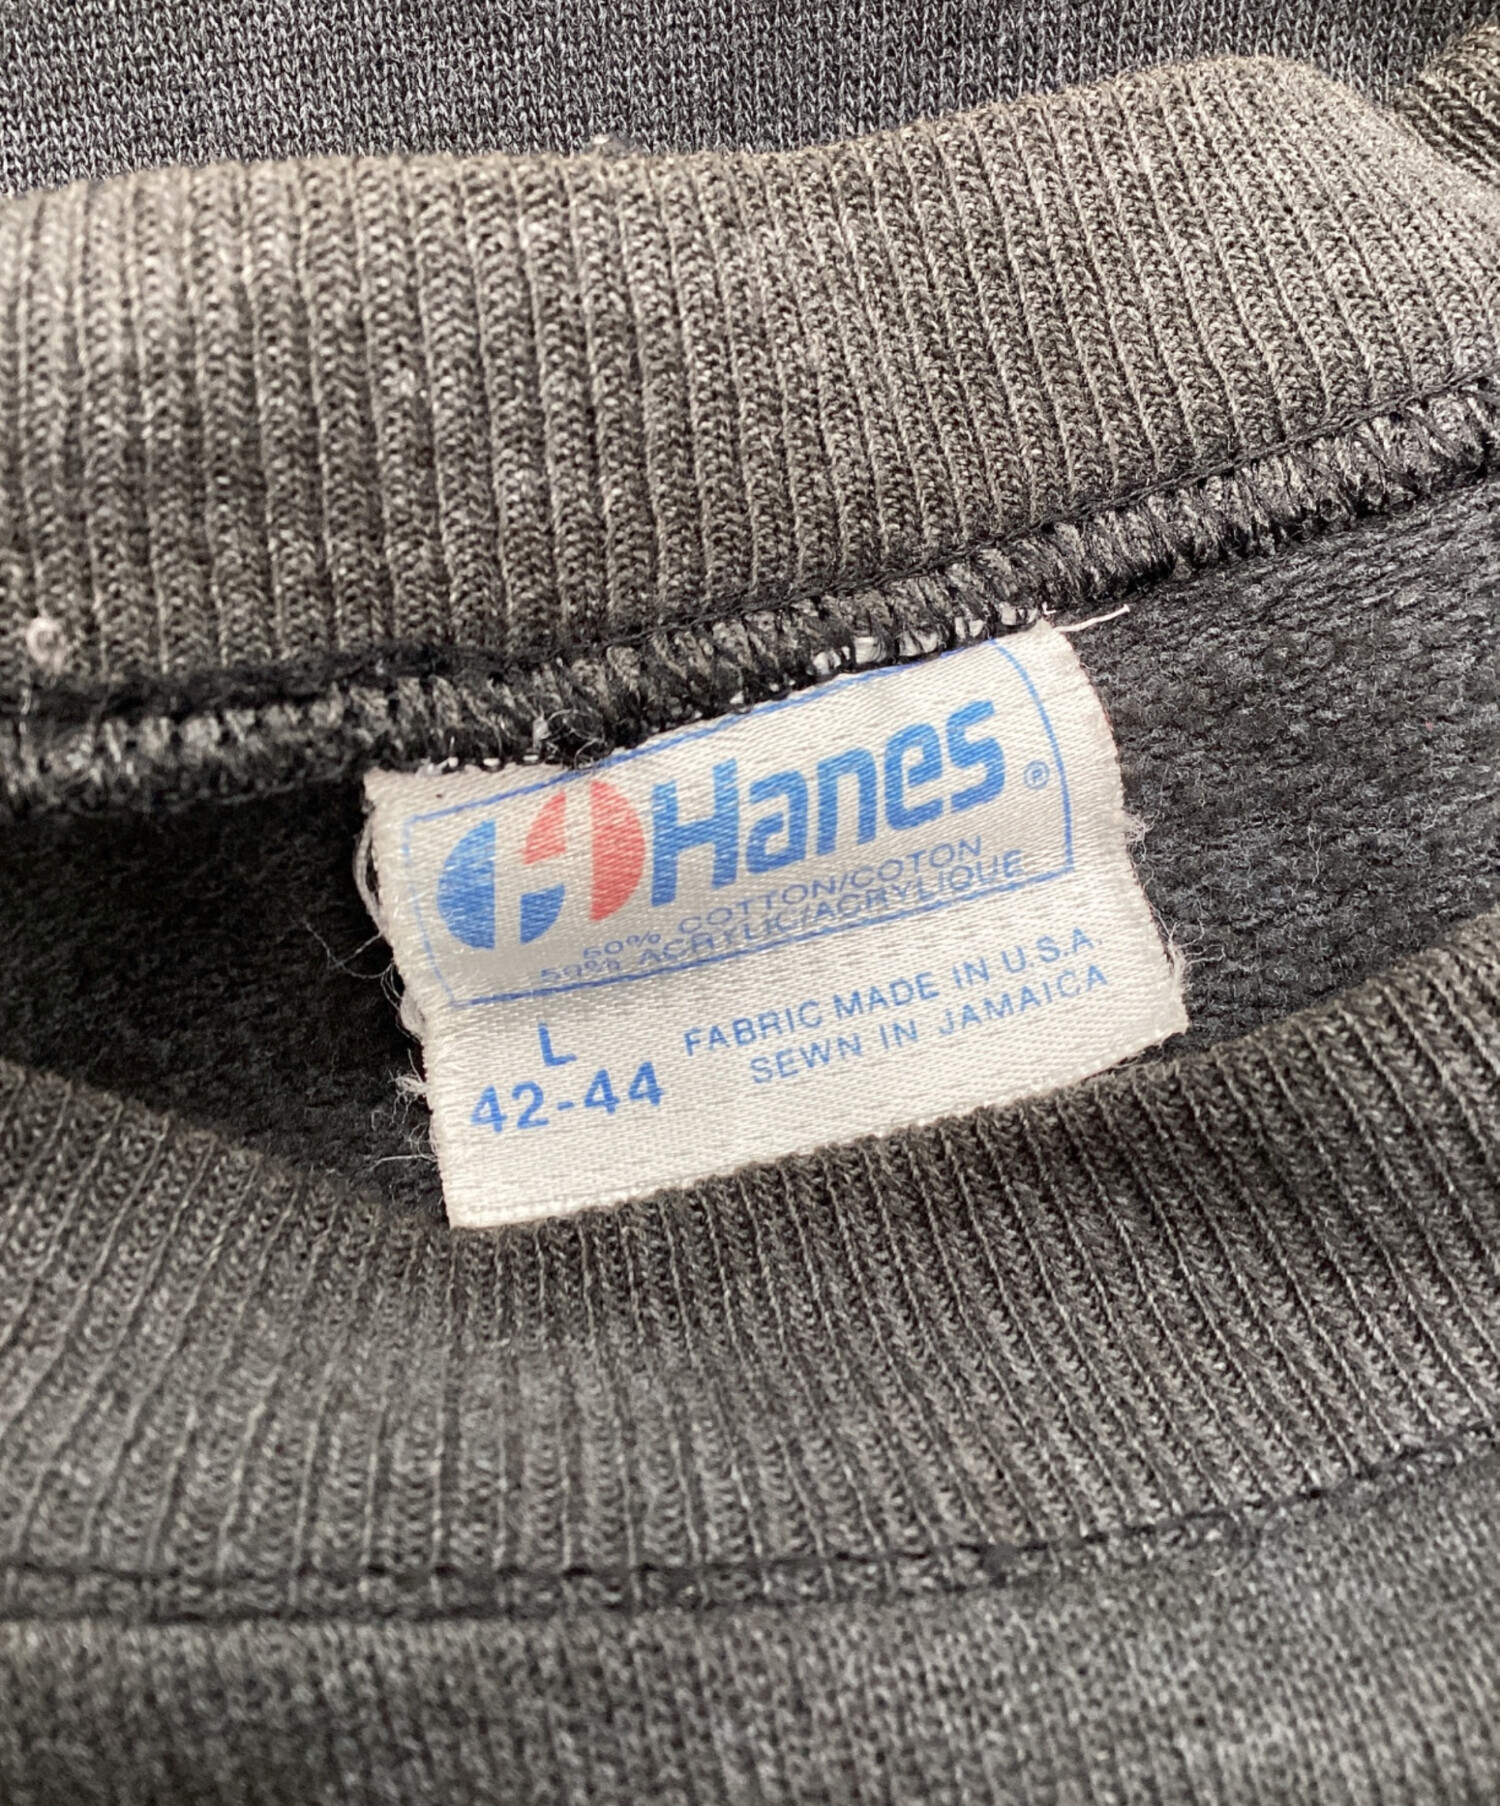 Hanes®
50% COTTON/COTON
50% ACRYLIC/ACRYLIQUE
L
42-44
FABRIC MADE IN U.S.A.
SEWN IN JAMAICA